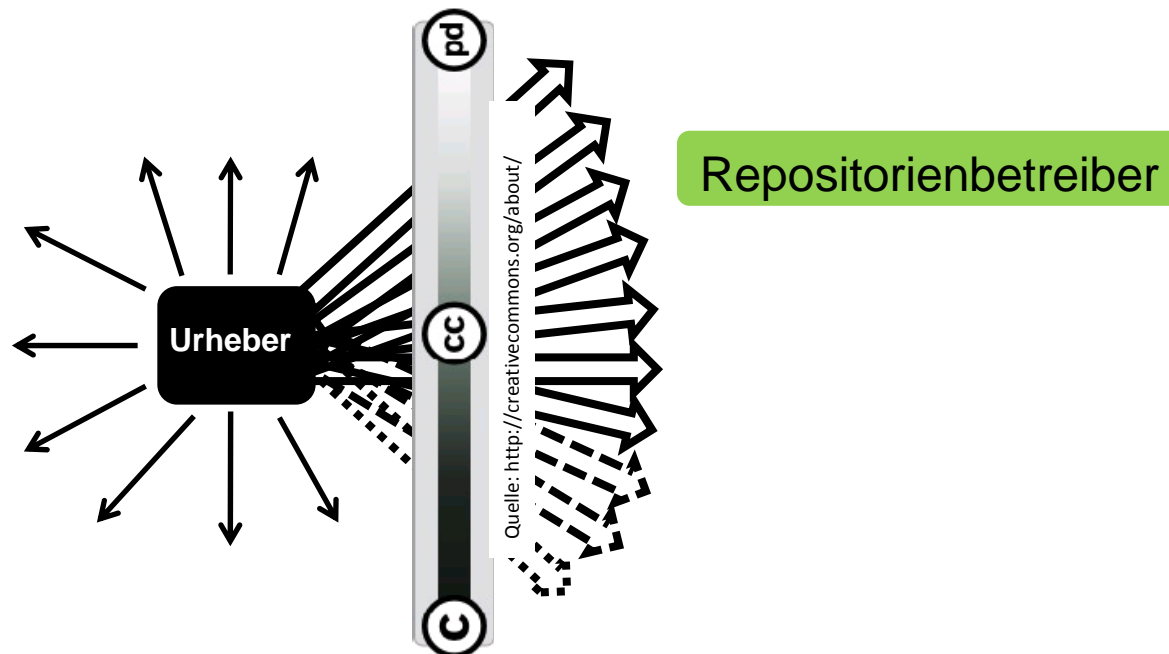 pd
Repositorienbetreiber
Quelle: http://creativecommons.org/about/
Urheber
cc
C